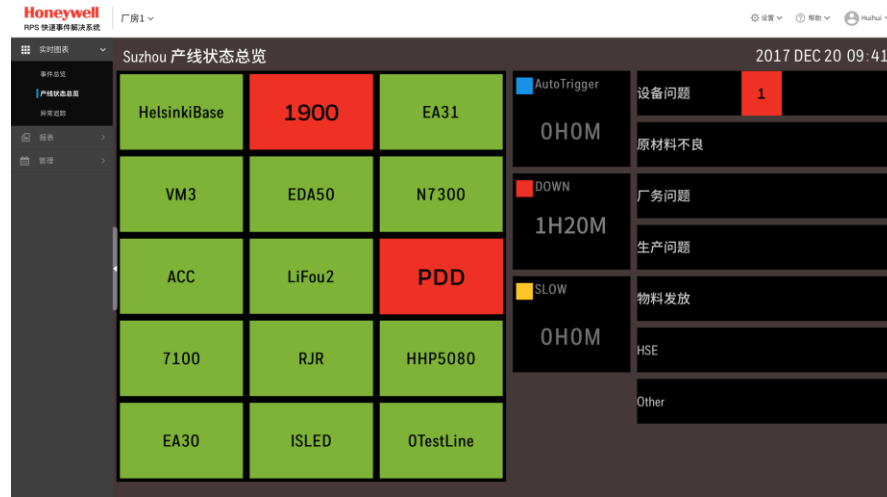 Honeywell
RPS 快速事件解决系统
厂房1
设置
帮助
Huihui
实时图表
事件总览
产线状态总览
异常追踪
报表
管理
Suzhou 产线状态总览
2017 DEC 20 09:41
HelsinkiBase
1900
EA31
VM3
EDA50
N7300
ACC
LiFou2
PDD
7100
RJR
HHP5080
EA30
ISLED
OTestLine
AutoTrigger
0H0M
DOWN
1H20M
SLOW
0H0M
设备问题
1
原材料不良
厂务问题
生产问题
物料发放
HSE
Other